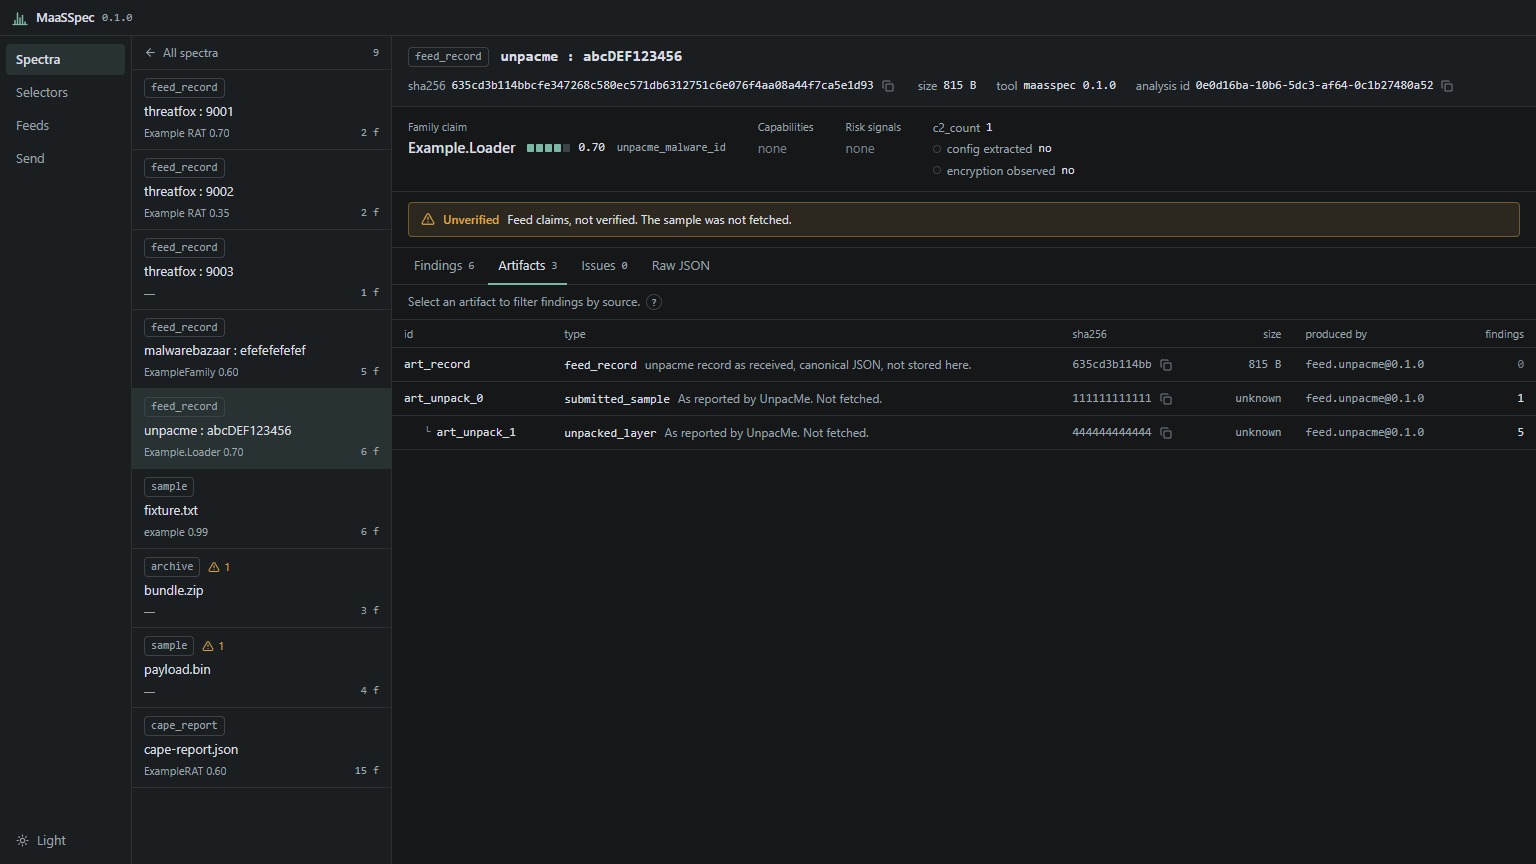 MaaSSpec 0.1.0
Spectra
Selectors
Feeds
Send
Light
All spectra 9
feed_record
threatfox : 9001
Example RAT 0.70 2 f
feed_record
threatfox : 9002
Example RAT 0.35 2 f
feed_record
threatfox : 9003
— 1 f
feed_record
malwarebazaar : efefefefefef
ExampleFamily 0.60 5 f
feed_record
unpacme : abcDEF123456
Example.Loader 0.70 6 f
sample
fixture.txt
example 0.99 6 f
archive 1
bundle.zip
— 3 f
sample 1
payload.bin
— 4 f
cape_report
cape-report.json
ExampleRAT 0.60 15 f
feed_record unpacme : abcDEF123456
sha256 635cd3b114bbcfe347268c580ec571db6312751c6e076f4aa08a44f7ca5e1d93 size 815 B tool maasspec 0.1.0 analysis id 0e0d16ba-10b6-5dc3-af64-0c1b27480a52
Family claim
Example.Loader 0.70 unpacme_malware_id
Capabilities
none
Risk signals
none
c2_count 1
config extracted no
encryption observed no
Unverified Feed claims, not verified. The sample was not fetched.
Findings 6 Artifacts 3 Issues 0 Raw JSON
Select an artifact to filter findings by source. ?
id type sha256 size produced by findings
art_record feed_record unpacme record as received, canonical JSON, not stored here. 635cd3b114bb 815 B feed.unpacme@0.1.0 0
art_unpack_0 submitted_sample As reported by UnpacMe. Not fetched. 111111111111 unknown feed.unpacme@0.1.0 1
└ art_unpack_1 unpacked_layer As reported by UnpacMe. Not fetched. 444444444444 unknown feed.unpacme@0.1.0 5